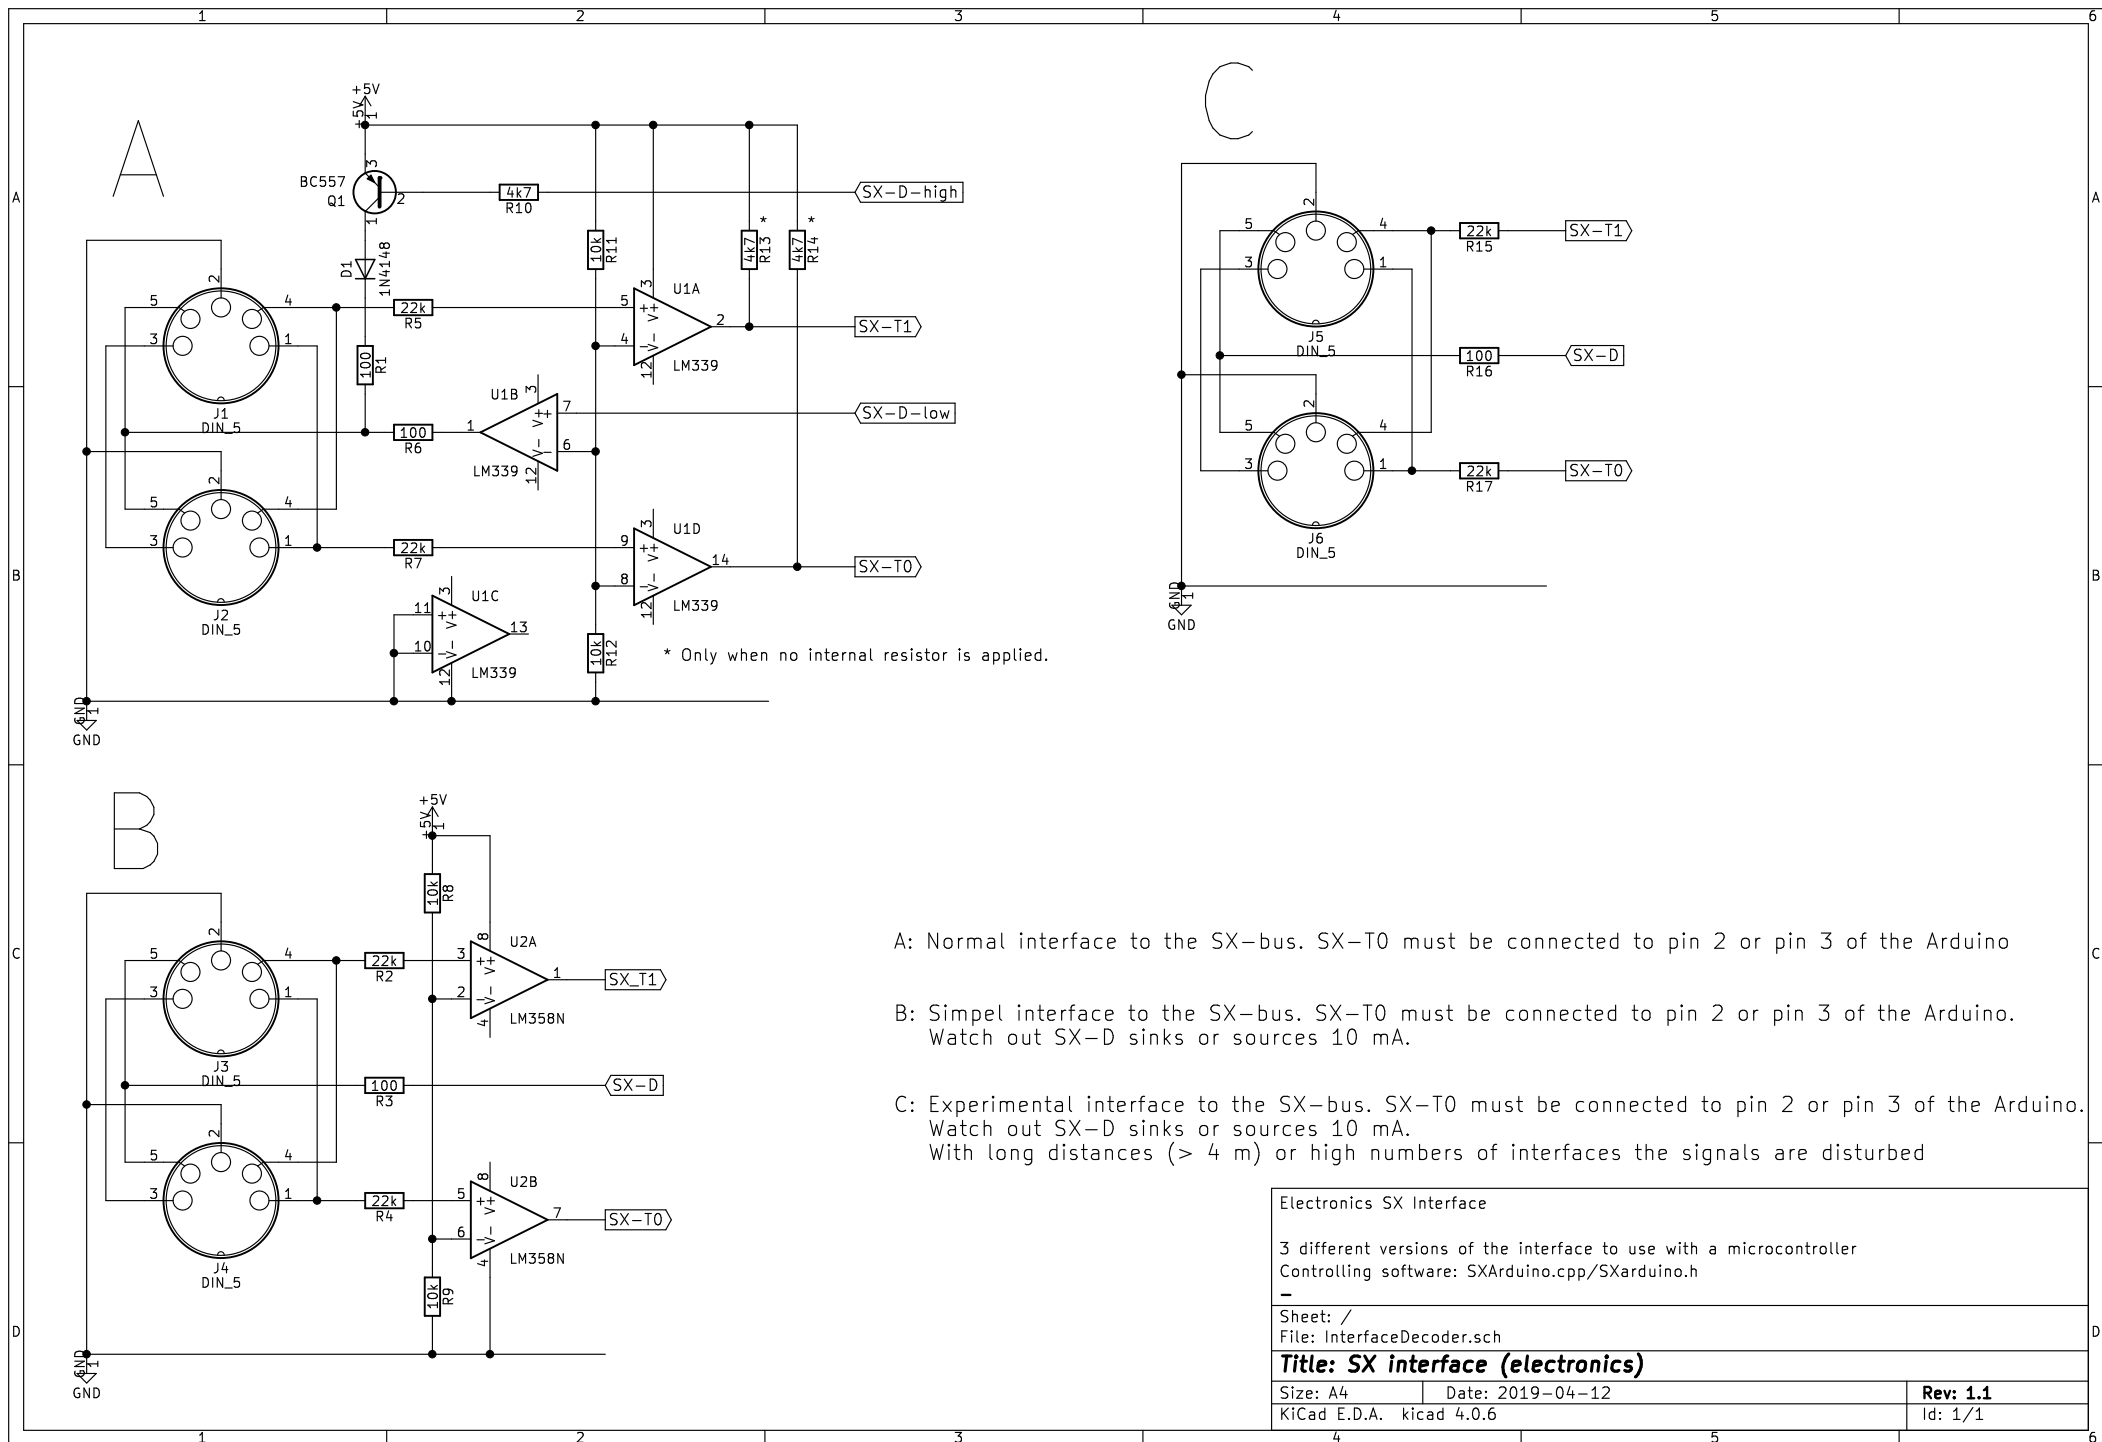 1 2 3 4 5 6
A
B
C
D
A
B
C
D
1 2 3 4 5 6
A
+5V
+5V
1
BC557
Q1
3
2
1
4k7
R10
SX-D-high
D1
1N4148
100
R1
10k
R11
4k7
R13
*
4k7
R14
*
2
5
4
3
1
J1
DIN_5
22k
R5
U1A
5
4
3
12
2
+
-
V+
V-
LM339
SX-T1
U1B
3
7
6
1
12
+
-
V+
V-
LM339
100
R6
SX-D-low
2
5
4
3
1
J2
DIN_5
22k
R7
U1D
9
8
3
12
14
+
-
V+
V-
LM339
SX-T0
U1C
11
10
3
12
13
+
-
V+
V-
LM339
10k
R12
* Only when no internal resistor is applied.
GND
1
GND
C
2
5
4
3
1
J5
DIN_5
22k
R15
SX-T1
100
R16
SX-D
2
5
4
3
1
J6
DIN_5
22k
R17
SX-T0
GND
1
GND
B
+5V
+5V
1
10k
R8
2
5
4
3
1
J3
DIN_5
22k
R2
U2A
3
2
8
4
1
+
-
V+
V-
LM358N
SX_T1
100
R3
SX-D
2
5
4
3
1
J4
DIN_5
22k
R4
U2B
5
6
8
4
7
+
-
V+
V-
LM358N
SX-T0
10k
R9
GND
1
GND
A: Normal interface to the SX-bus. SX-T0 must be connected to pin 2 or pin 3 of the Arduino
B: Simpel interface to the SX-bus. SX-T0 must be connected to pin 2 or pin 3 of the Arduino.
Watch out SX-D sinks or sources 10 mA.
C: Experimental interface to the SX-bus. SX-T0 must be connected to pin 2 or pin 3 of the Arduino.
Watch out SX-D sinks or sources 10 mA.
With long distances (> 4 m) or high numbers of interfaces the signals are disturbed
Electronics SX Interface
3 different versions of the interface to use with a microcontroller
Controlling software: SXArduino.cpp/SXarduino.h
-
Sheet: /
File: InterfaceDecoder.sch
Title: SX interface (electronics)
Size: A4 Date: 2019-04-12 Rev: 1.1
KiCad E.D.A. kicad 4.0.6 Id: 1/1